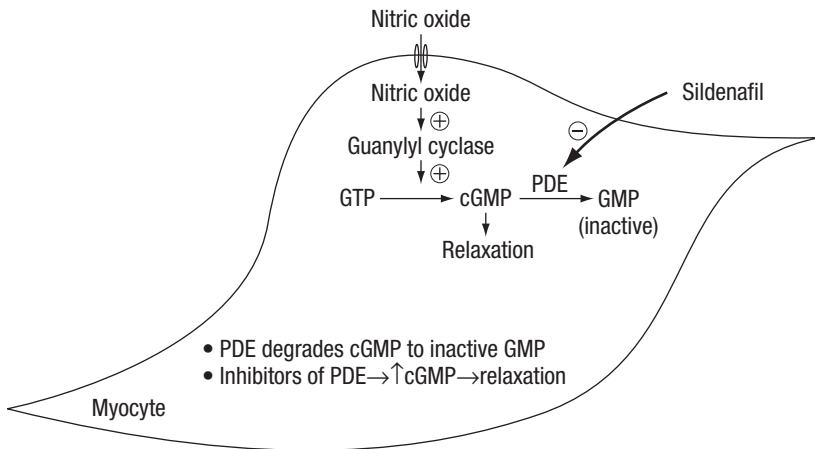 Nitric oxide
Nitric oxide
Sildenafil
⊕
⊖
Guanylyl cyclase
⊕
PDE
GTP → cGMP → GMP
(inactive)
Relaxation
• PDE degrades cGMP to inactive GMP
• Inhibitors of PDE→↑cGMP→relaxation
Myocyte